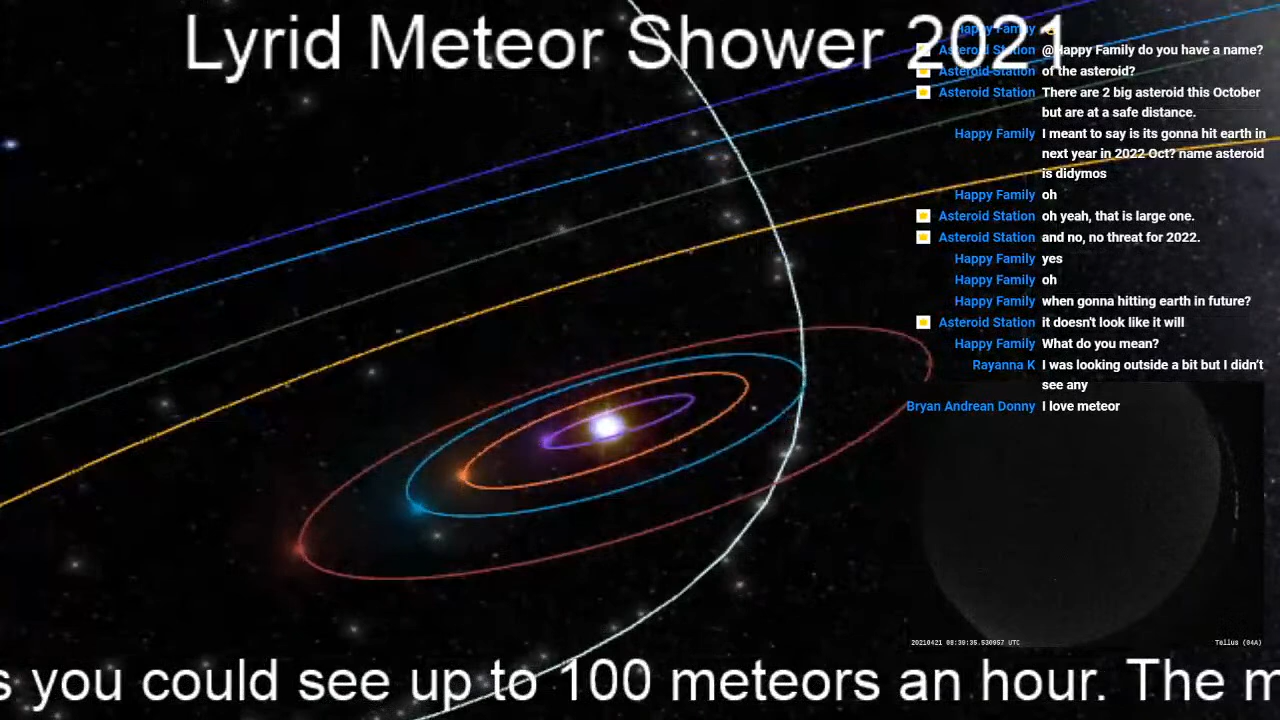 Lyrid Meteor Shower 2021
Happy Family
Asteroid Station @Happy Family do you have a name?
Asteroid Station of the asteroid?
Asteroid Station There are 2 big asteroid this October
but are at a safe distance.
Happy Family I meant to say is its gonna hit earth in
next year in 2022 Oct? name asteroid
is didymos
Happy Family oh
Asteroid Station oh yeah, that is large one.
Asteroid Station and no, no threat for 2022.
Happy Family yes
Happy Family oh
Happy Family when gonna hitting earth in future?
Asteroid Station it doesn't look like it will
Happy Family What do you mean?
Rayanna K I was looking outside a bit but I didn't
see any
Bryan Andrean Donny I love meteor
Tellus (04A)
s you could see up to 100 meteors an hour. The m